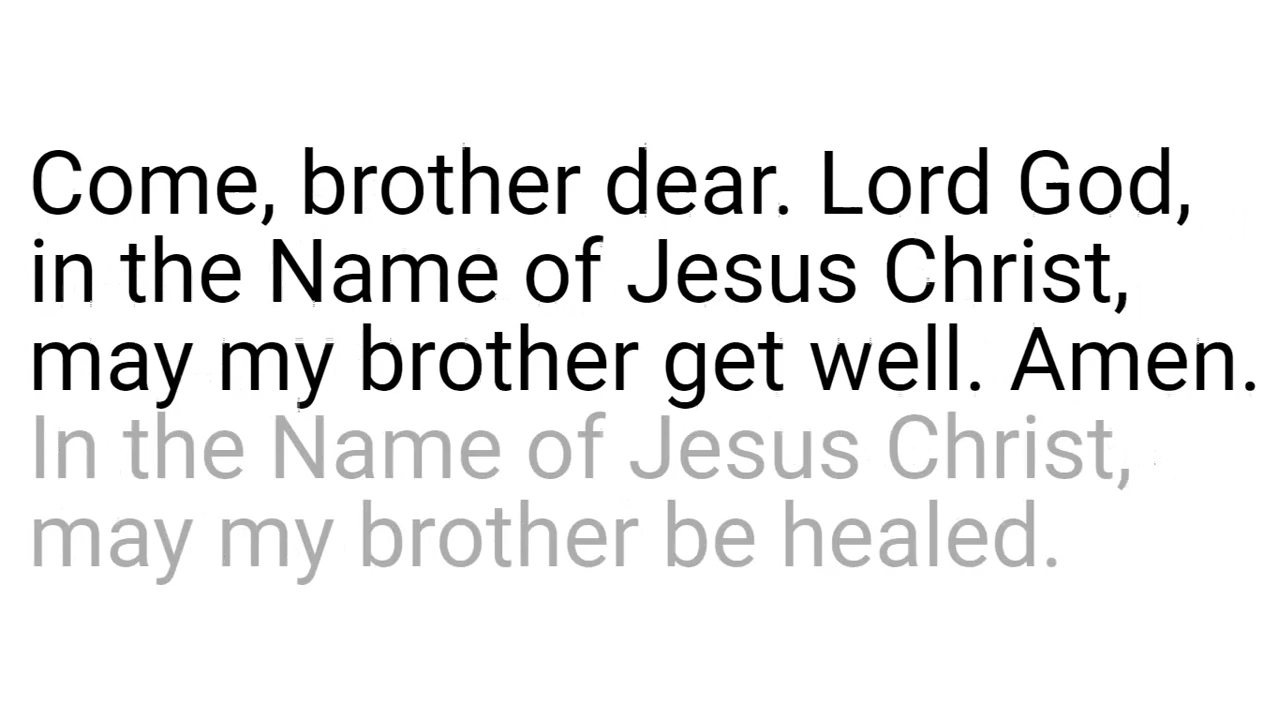 Come, brother dear. Lord God,
in the Name of Jesus Christ,
may my brother get well. Amen.
In the Name of Jesus Christ,
may my brother be healed.